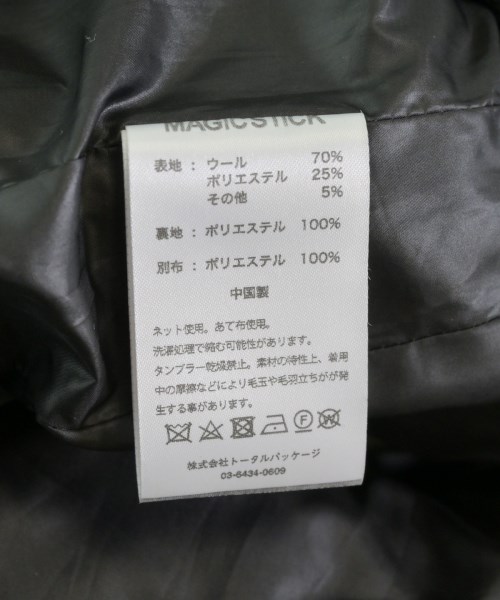 MAGIC STICK
表地 : ウール 70%
ポリエステル 25%
その他 5%
裏地 : ポリエステル 100%
別布 : ポリエステル 100%
中国製
ネット使用。あて布使用。
洗濯処理で縮む可能性があります。
タンブラー乾燥禁止。素材の特性上、着用
中の摩擦などにより毛玉や毛羽立ちがが発
生する事があります。
株式会社トータルパッケージ
03-6434-0609